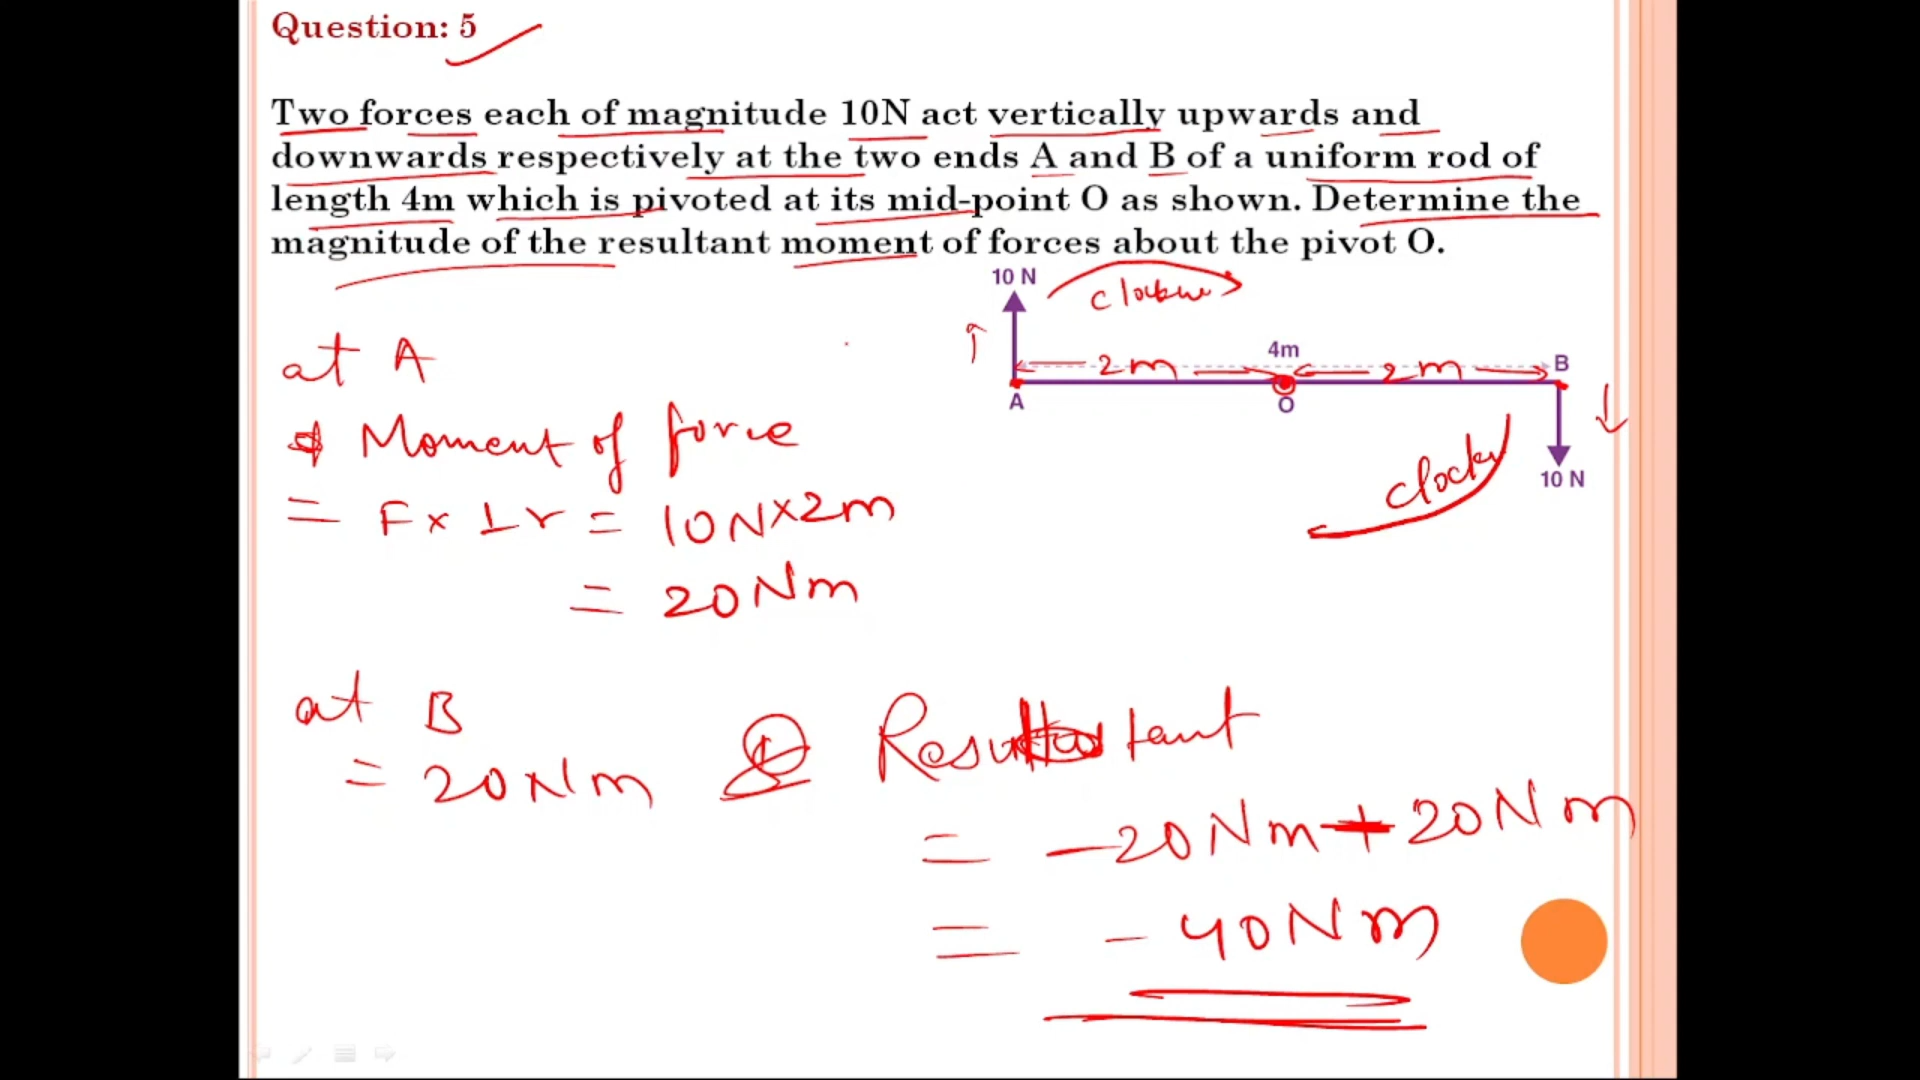 Question: 5
Two forces each of magnitude 10N act vertically upwards and
downwards respectively at the two ends A and B of a uniform rod of
length 4m which is pivoted at its mid-point O as shown. Determine the
magnitude of the resultant moment of forces about the pivot O.
10 N
4m
2m
2m
B
A
O
10 N
at A
Moment of force
= F × ⊥r = 10N×2m
= 20Nm
at B
= 20Nm
Resultant
= -20Nm + 20Nm
= - 40Nm